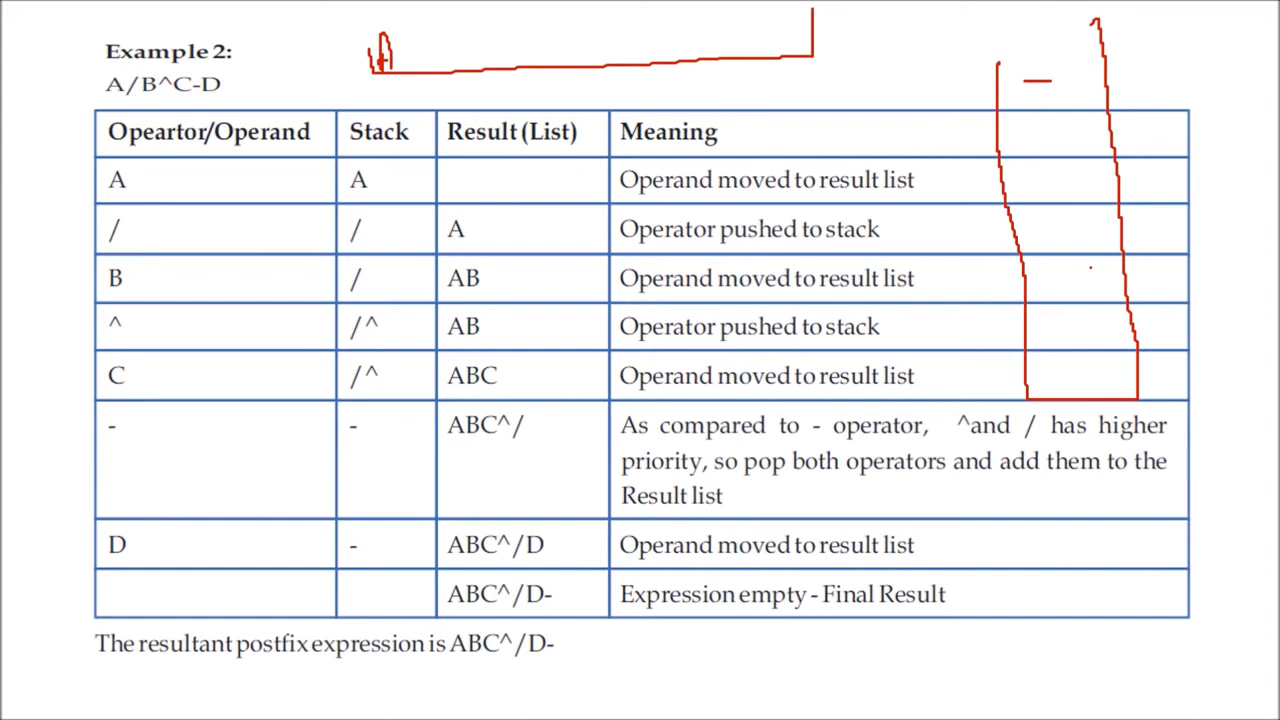 Example 2:
A/B^C-D
Opeartor/Operand Stack Result (List) Meaning
A A Operand moved to result list
/ / A Operator pushed to stack
B / AB Operand moved to result list
^ /^ AB Operator pushed to stack
C /^ ABC Operand moved to result list
- - ABC^/ As compared to - operator, ^and / has higher
priority, so pop both operators and add them to the
Result list
D - ABC^/D Operand moved to result list
ABC^/D- Expression empty - Final Result
The resultant postfix expression is ABC^/D-